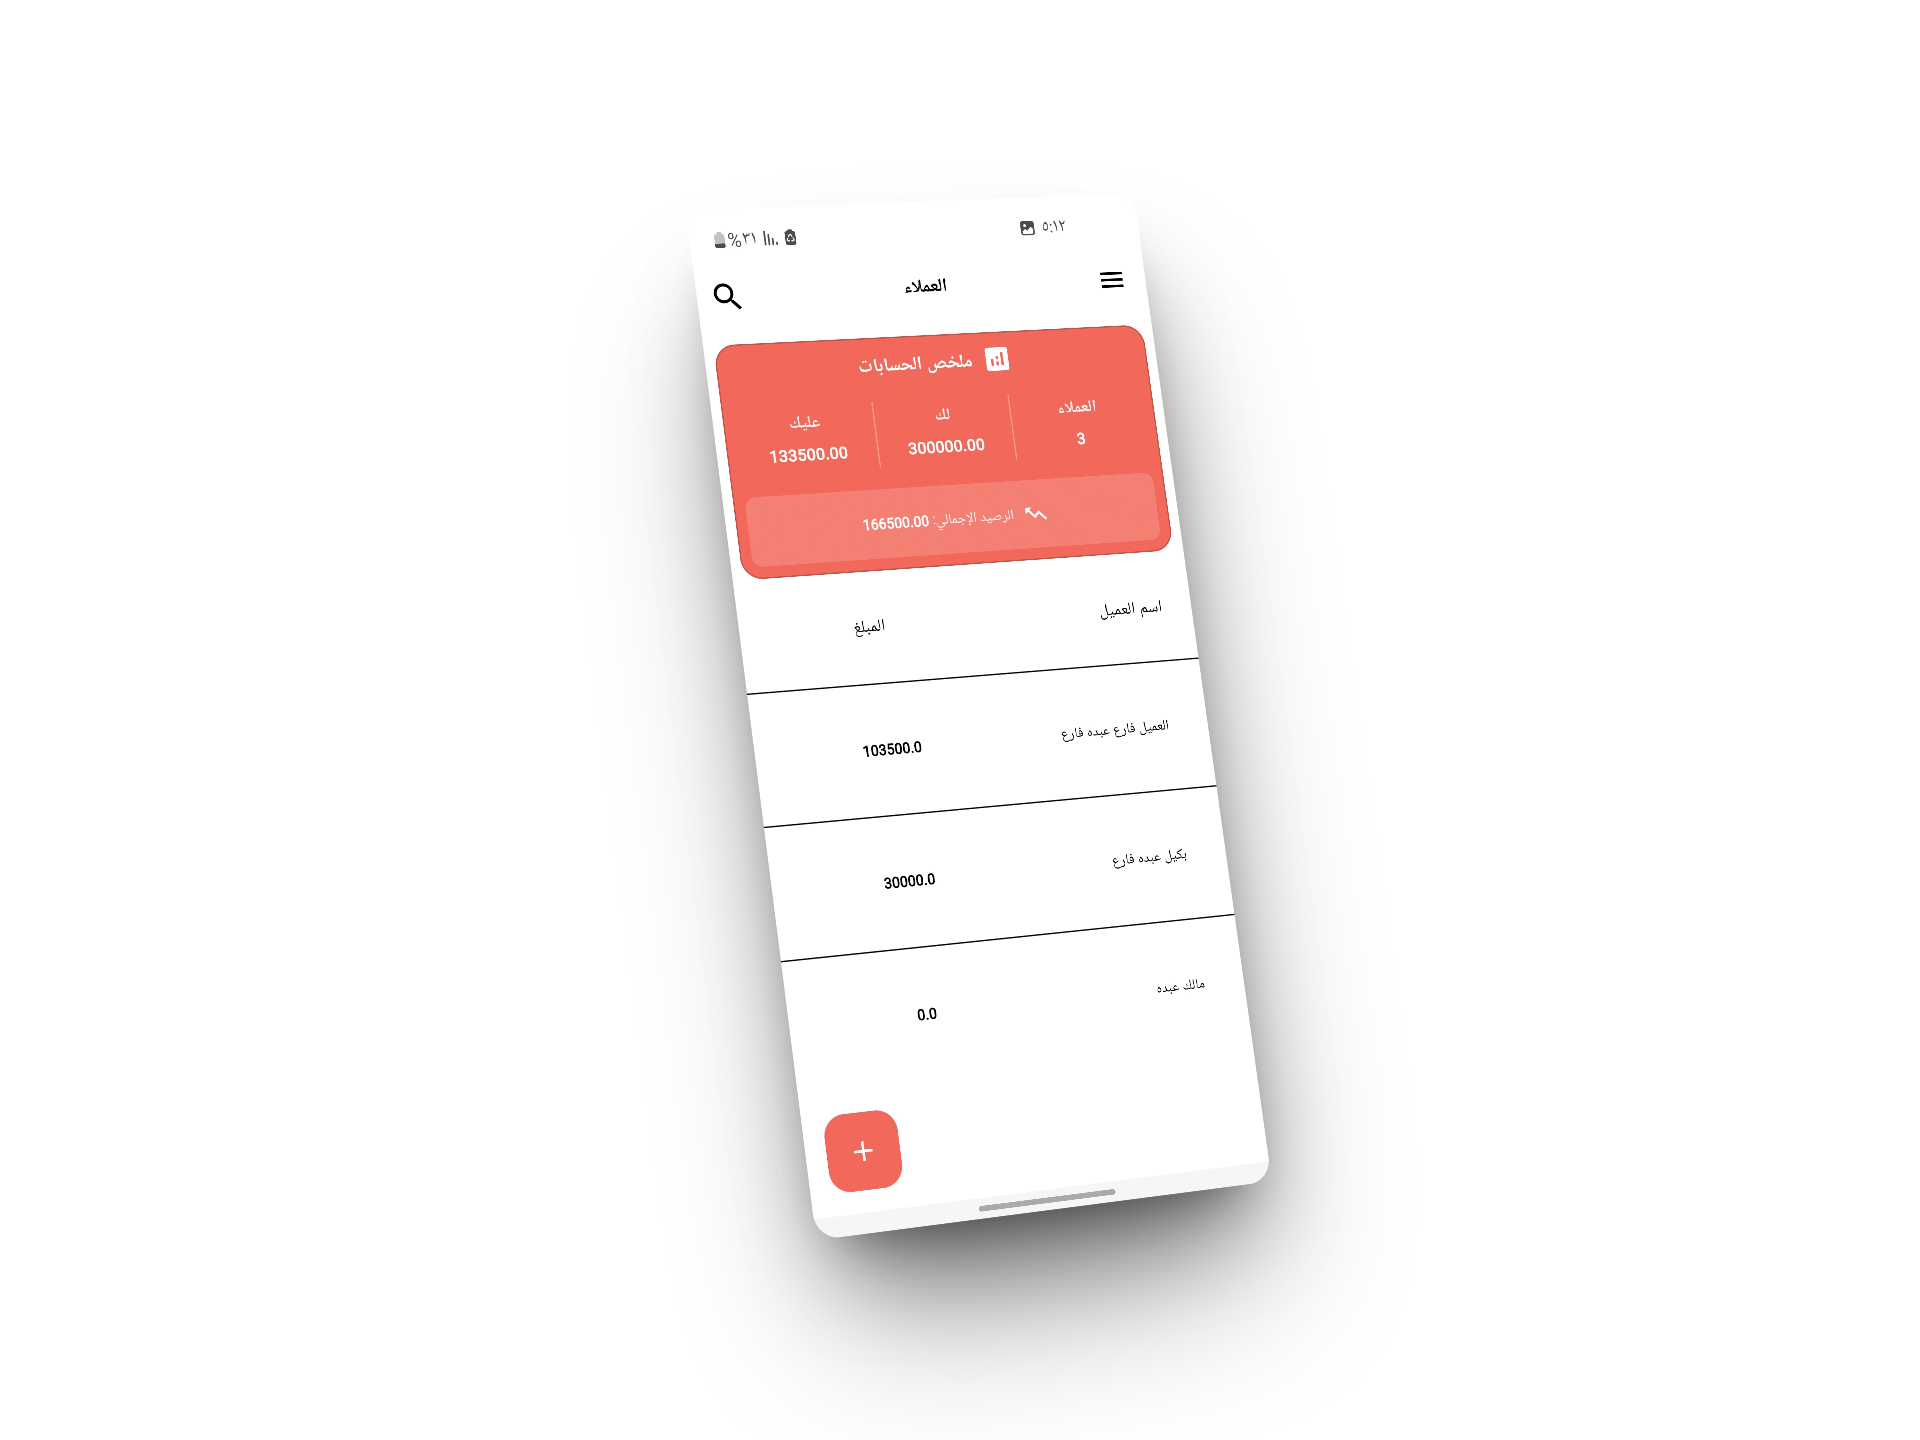 ٥:١٢ %٣١
العملاء
ملخص الحسابات
العملاء لك عليك
3 300000.00 133500.00
الرصيد الإجمالي: 166500.00
اسم العميل المبلغ
العميل فارع عبده فارع 103500.0
بكيل عبده فارع 30000.0
مالك عبده 0.0